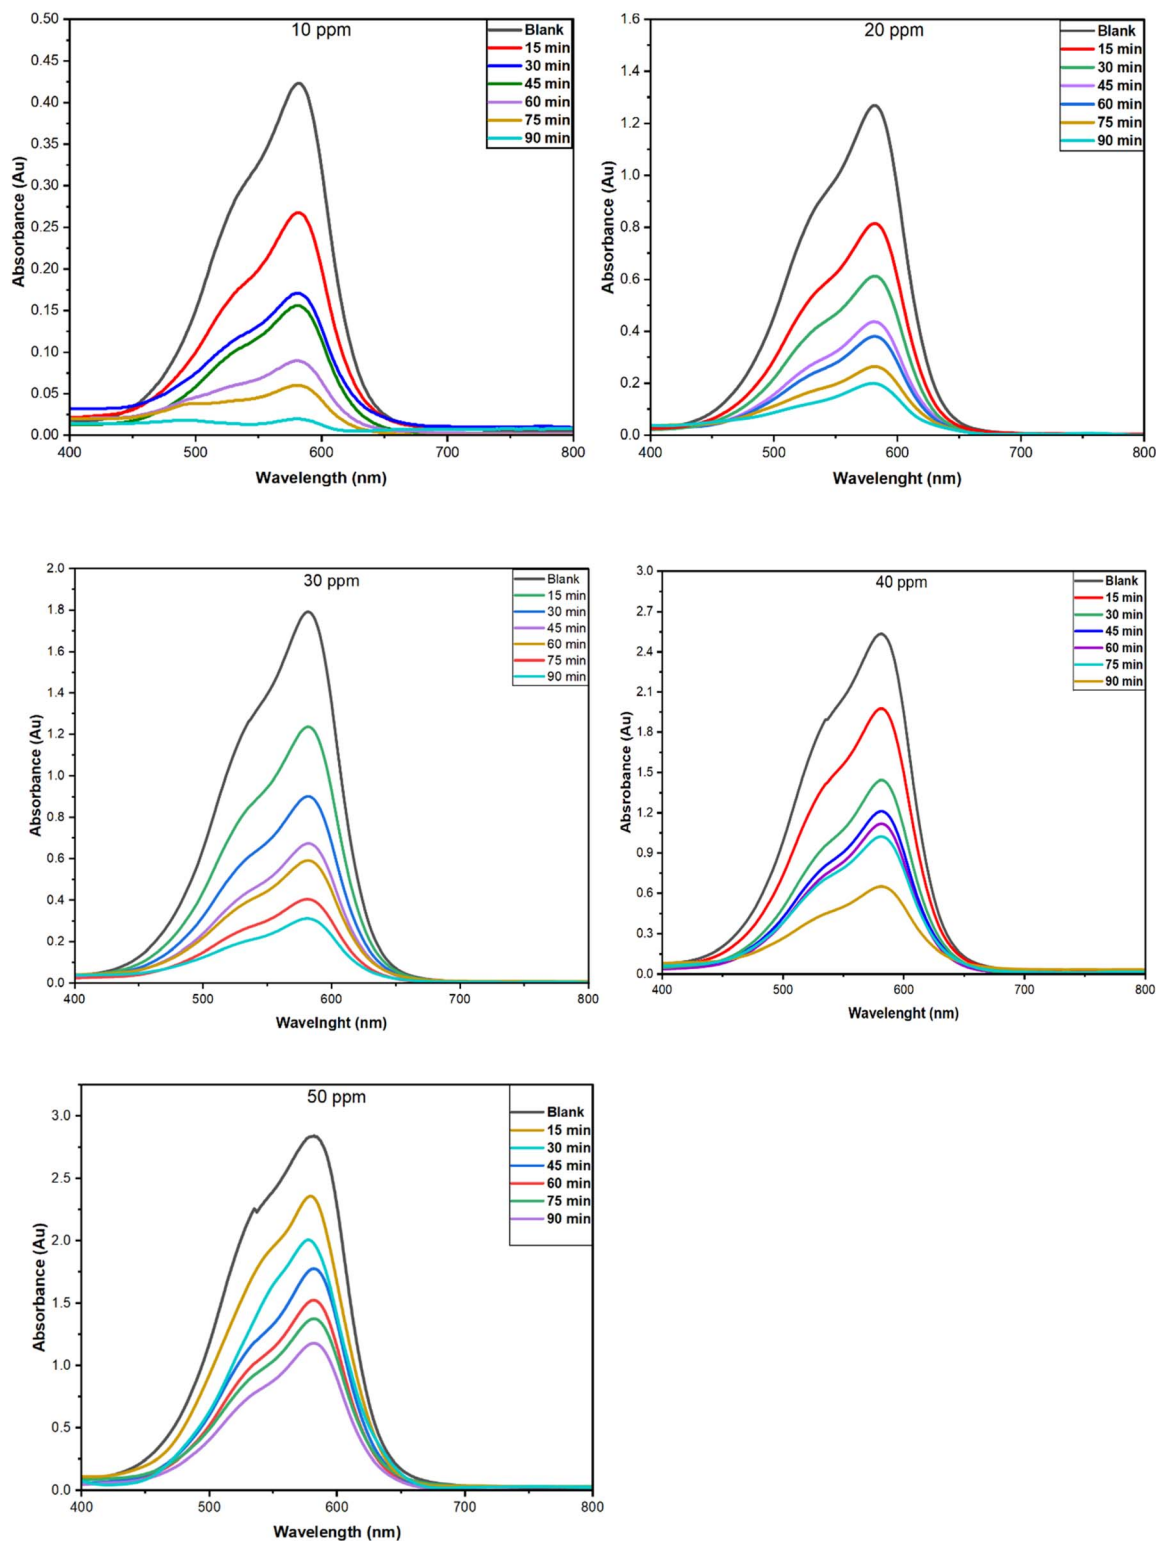 10 ppm
Blank
15 min
30 min
45 min
60 min
75 min
90 min
0.50
0.45
0.40
0.35
0.30
0.25
0.20
0.15
0.10
0.05
0.00
Absorbance (Au)
400
500
600
700
800
Wavelength (nm)
20 ppm
Blank
15 min
30 min
45 min
60 min
75 min
90 min
1.6
1.4
1.2
1.0
0.8
0.6
0.4
0.2
0.0
Absorbance (Au)
400
500
600
700
800
Wavelenght (nm)
30 ppm
Blank
15 min
30 min
45 min
60 min
75 min
90 min
2.0
1.8
1.6
1.4
1.2
1.0
0.8
0.6
0.4
0.2
0.0
Absorbance (Au)
400
500
600
700
800
Wavelnght (nm)
40 ppm
Blank
15 min
30 min
45 min
60 min
75 min
90 min
3.0
2.7
2.4
2.1
1.8
1.5
1.2
0.9
0.6
0.3
0.0
Absrobance (Au)
400
500
600
700
800
Wavelenght (nm)
50 ppm
Blank
15 min
30 min
45 min
60 min
75 min
90 min
3.0
2.5
2.0
1.5
1.0
0.5
0.0
Absorbance (Au)
400
500
600
700
800
Wavelength (nm)